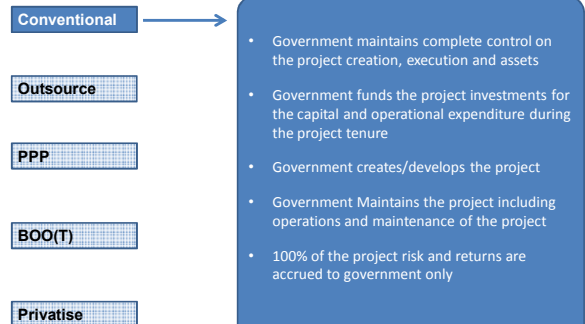 Conventional
Outsource
PPP
BOO(T)
Privatise
• Government maintains complete control on
the project creation, execution and assets
• Government funds the project investments for
the capital and operational expenditure during
the project tenure
• Government creates/develops the project
• Government Maintains the project including
operations and maintenance of the project
• 100% of the project risk and returns are
accrued to government only